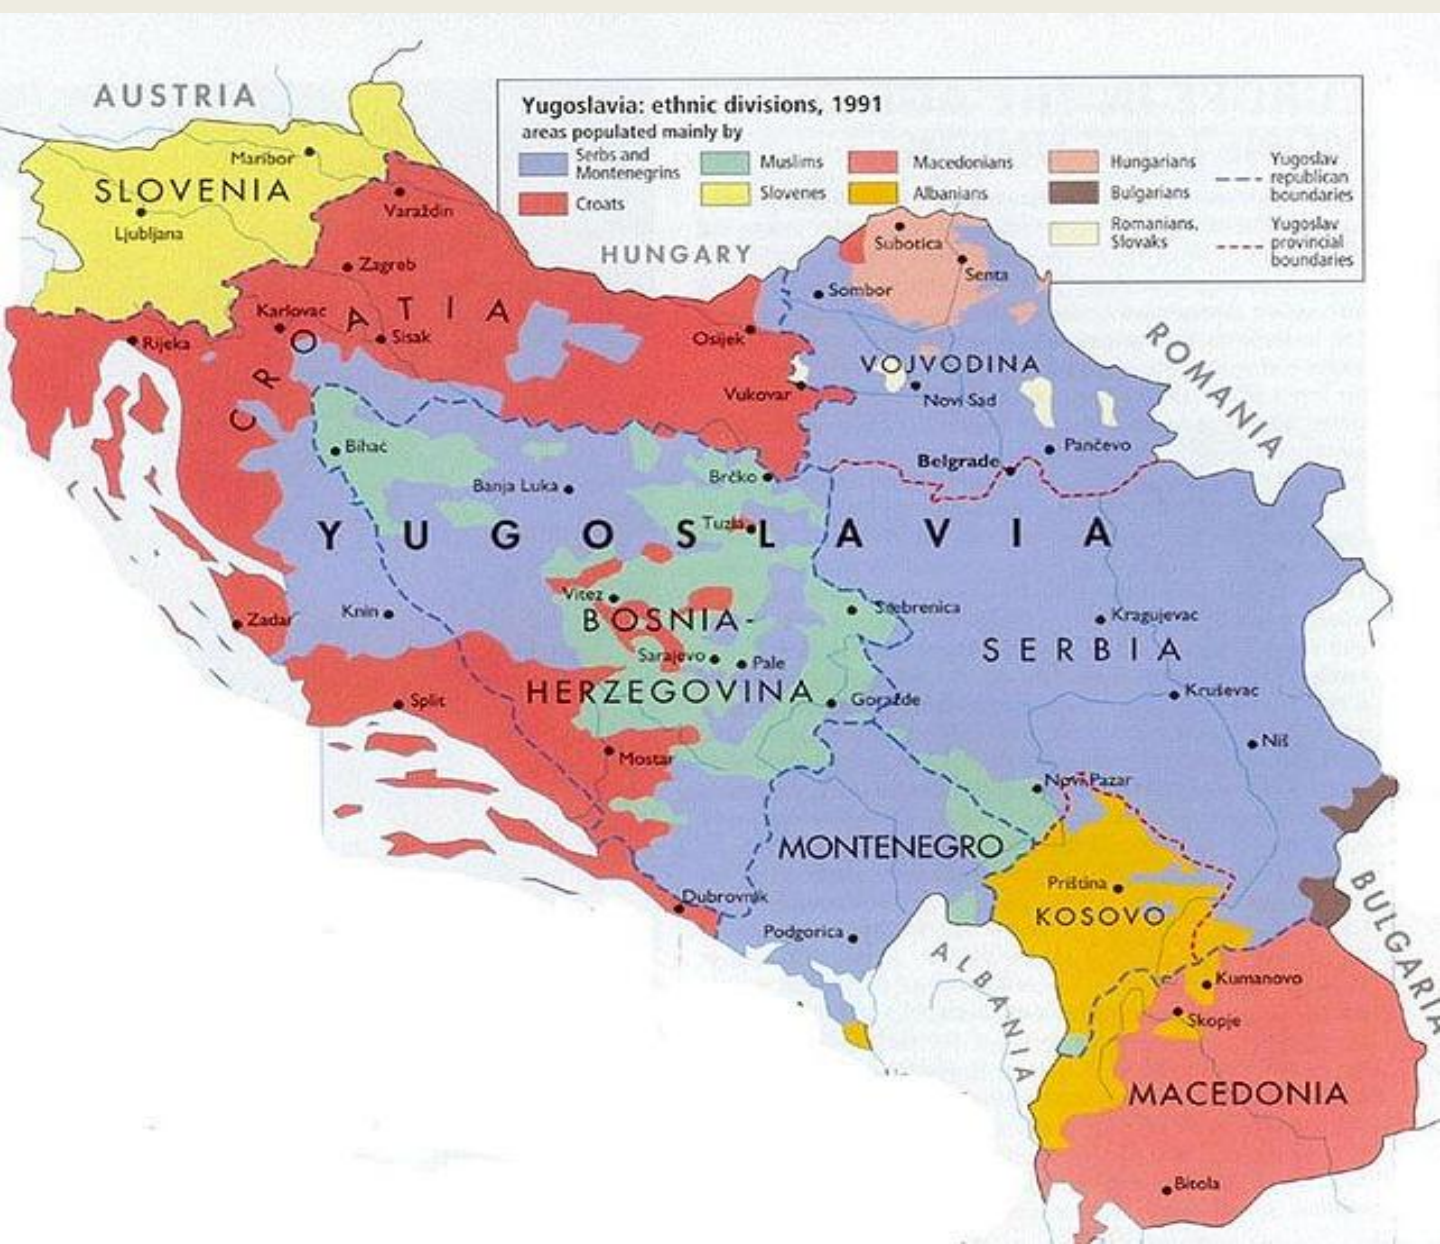 AUSTRIA
Yugoslavia: ethnic divisions, 1991
areas populated mainly by
Serbs and
Montenegrins
Croats
Muslims
Slovenes
Macedonians
Albanians
Hungarians
Bulgarians
Romanians,
Slovaks
Yugoslav
republican
boundaries
Yugoslav
provincial
boundaries
Maribor
SLOVENIA
Ljubljana
Varaždin
HUNGARY
Zagreb
Karlovac
CROATIA
Rijeka
Sisak
Osijek
Vukovar
Subotica
Senta
Sombor
VOJVODINA
Novi Sad
ROMANIA
Pančevo
Belgrade
Bihać
Banja Luka
Brčko
Tuzla
YUGOSLAVIA
Vitez
BOSNIA-
Srebrenica
Kragujevac
Knin
Zadar
SERBIA
Sarajevo
Pale
HERZEGOVINA
Goražde
Kruševac
Split
Niš
Mostar
Novi Pazar
MONTENEGRO
Priština
KOSOVO
Dubrovnik
Podgorica
BULGARIA
ALBANIA
Kumanovo
Skopje
MACEDONIA
Bitola